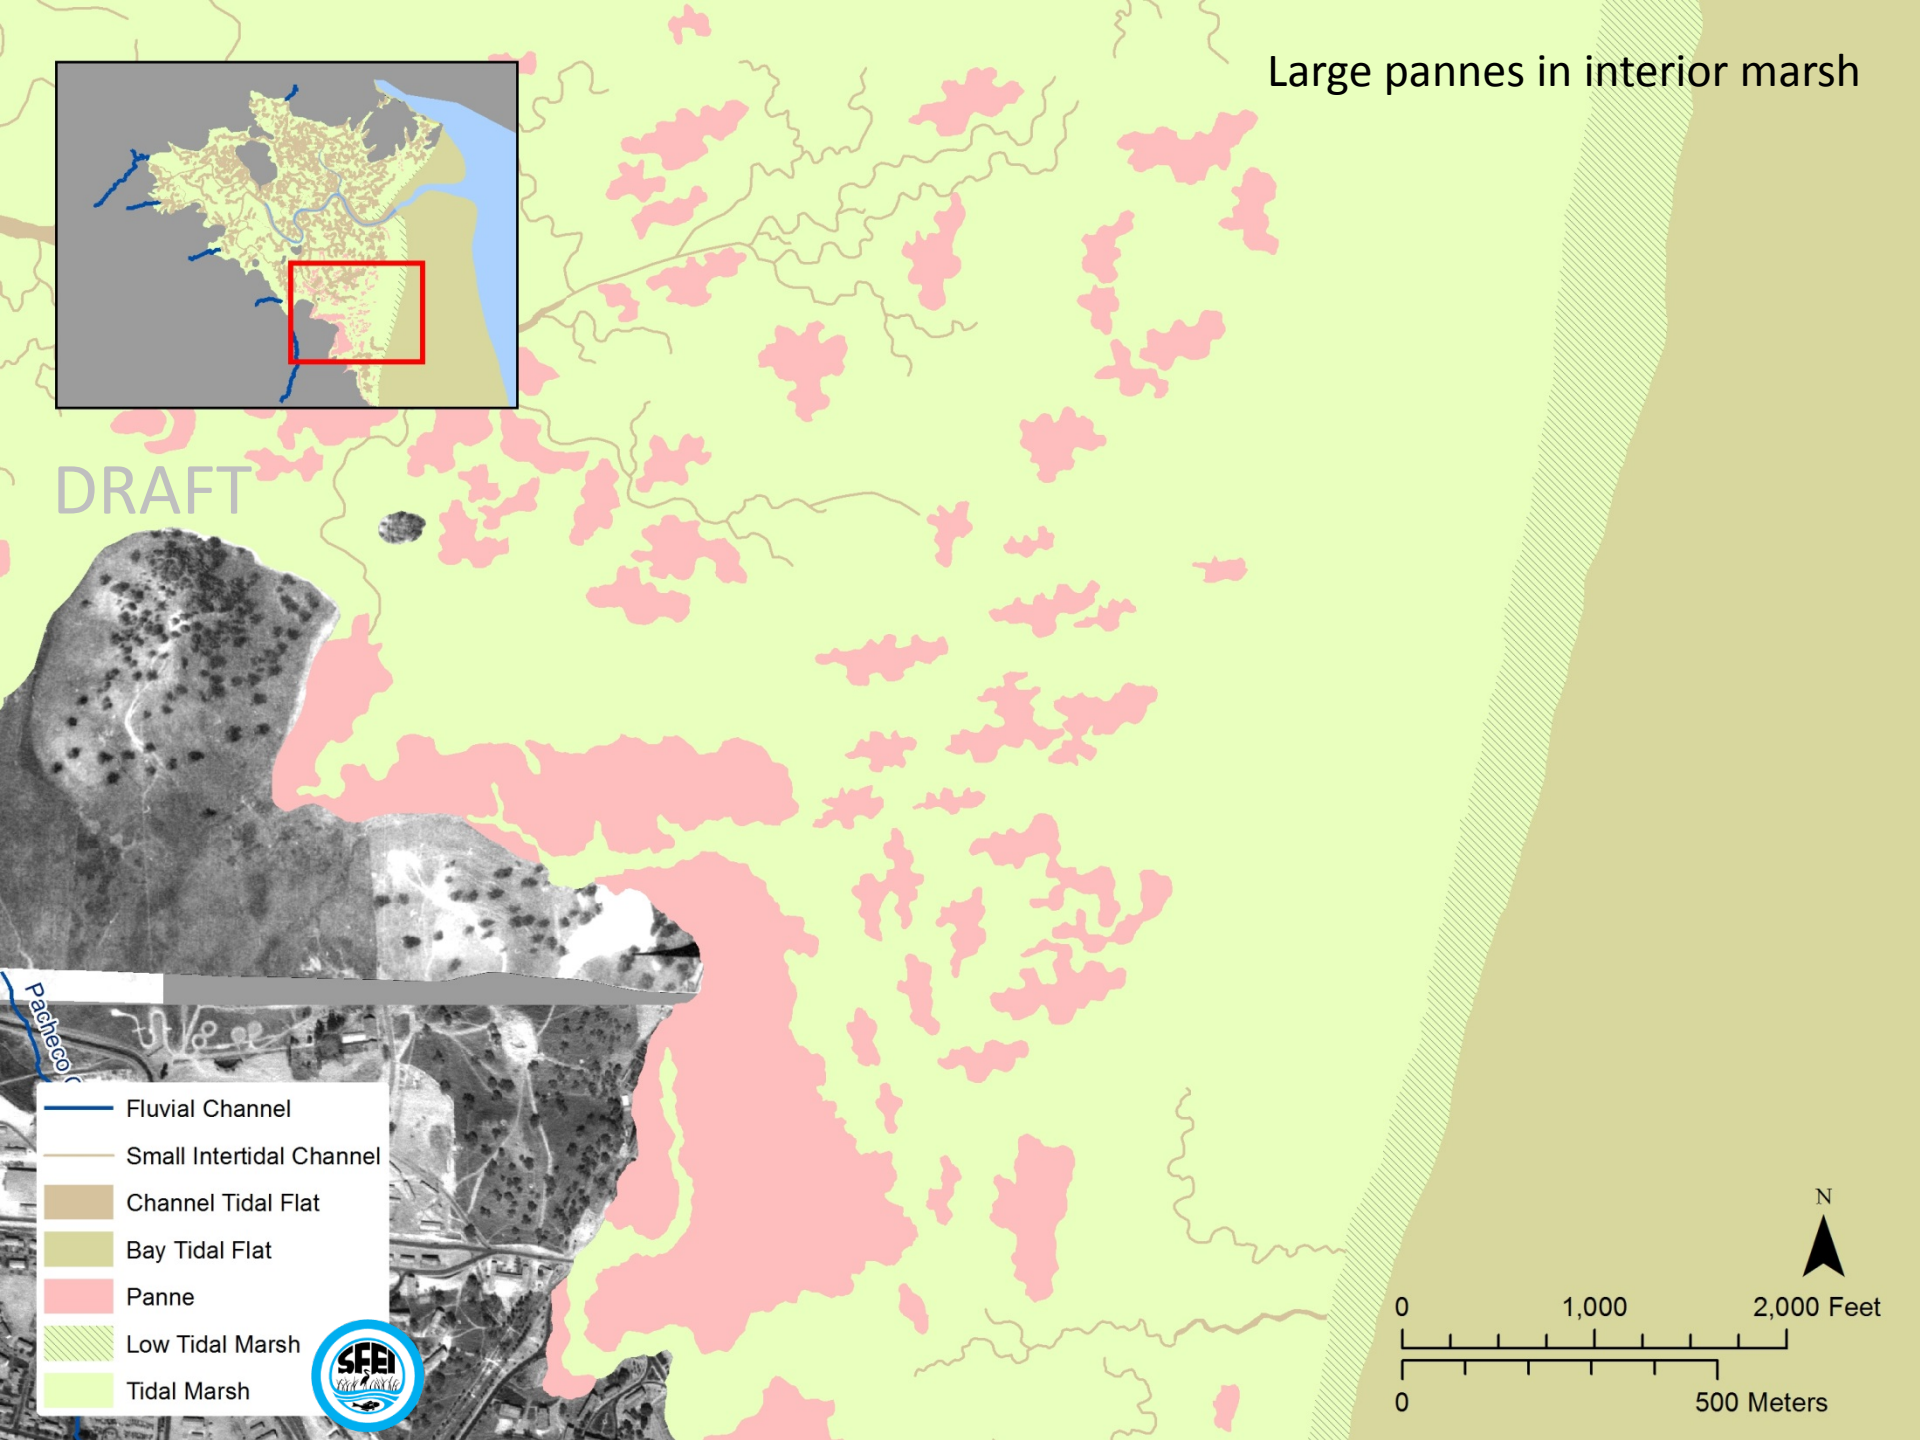 Large pannes in interior marsh
DRAFT
Pacheco
Fluvial Channel
Small Intertidal Channel
Channel Tidal Flat
Bay Tidal Flat
Panne
Low Tidal Marsh
Tidal Marsh
SFEI
N
0 1,000 2,000 Feet
0 500 Meters